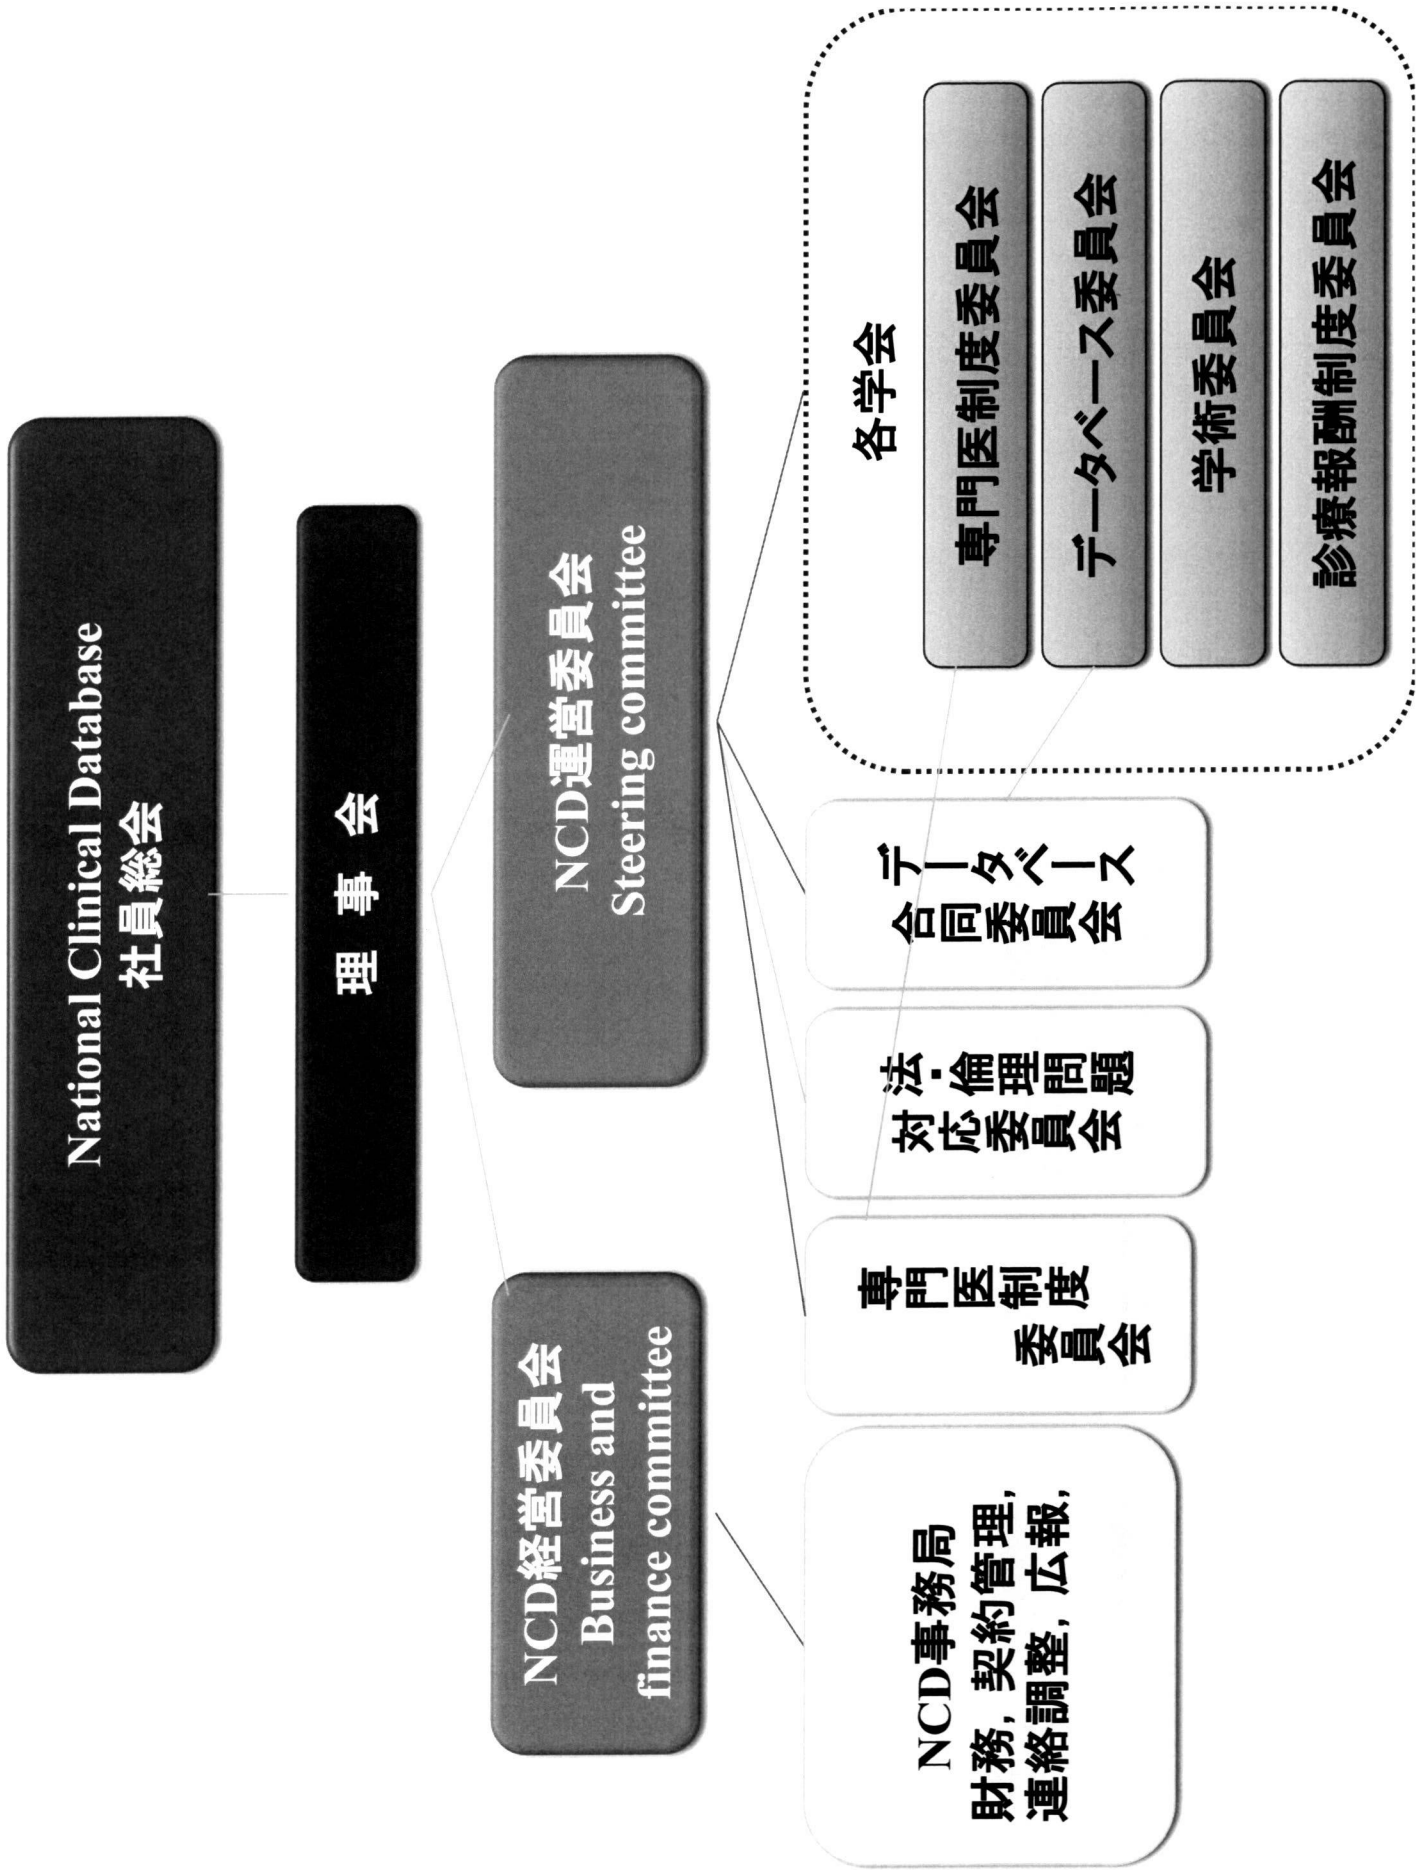 National Clinical Database
社員総会
理 事 会
NCD経営委員会
Business and
finance committee
NCD運営委員会
Steering committee
NCD事務局
財務, 契約管理,
連絡調整, 広報,
専門医制度
委員会
法・倫理問題
対応委員会
データベース
合同委員会
各学会
専門医制度委員会
データベース委員会
学術委員会
診療報酬制度委員会